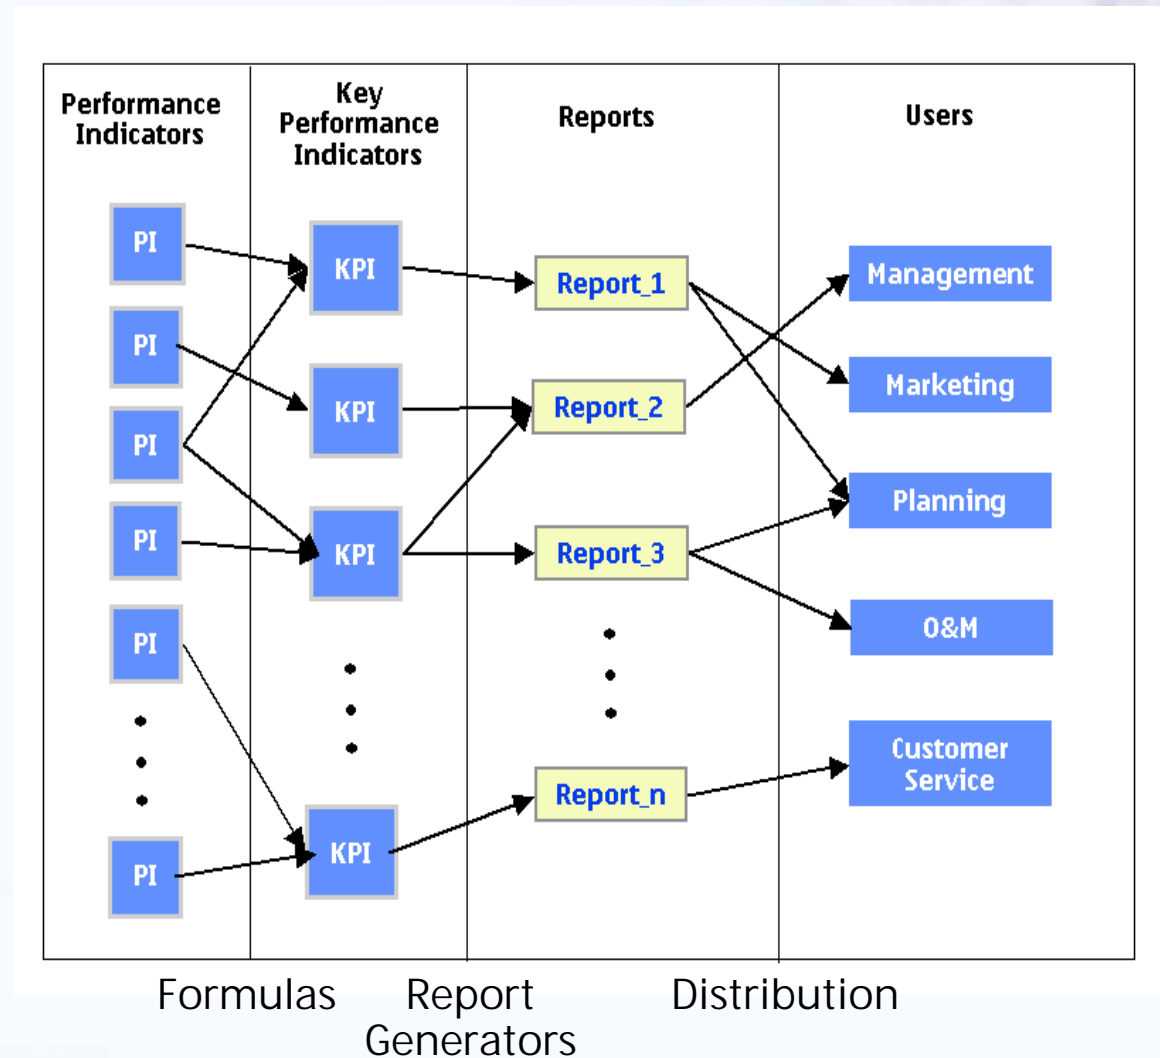 Performance
Indicators
Key
Performance
Indicators
Reports
Users
PI
PI
PI
PI
PI
PI
KPI
KPI
KPI
KPI
Report_1
Report_2
Report_3
Report_n
Management
Marketing
Planning
O&M
Customer
Service
Formulas
Report
Generators
Distribution